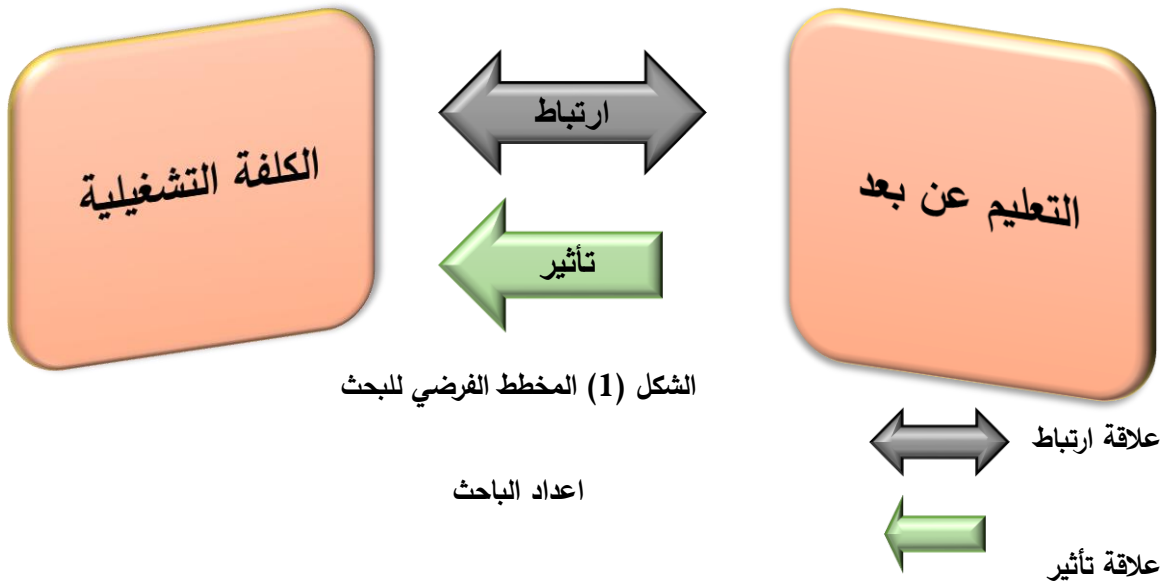 التعليم عن بعد
ارتباط
تأثير
الكلفة التشغيلية
الشكل (1) المخطط الفرضي للبحث
علاقة ارتباط
اعداد الباحث
علاقة تأثير